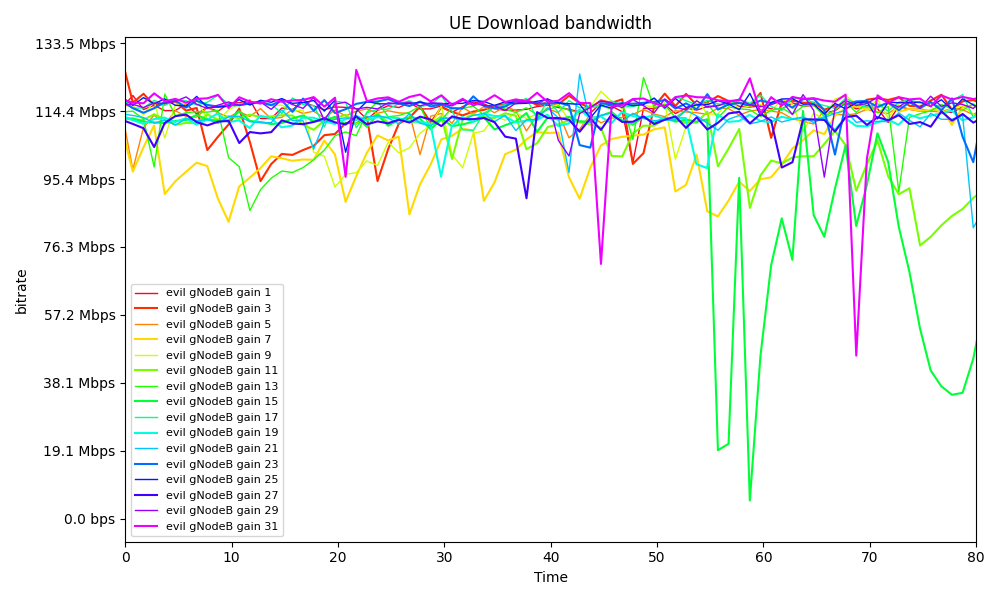 UE Download bandwidth
133.5 Mbps
114.4 Mbps
95.4 Mbps
76.3 Mbps
57.2 Mbps
38.1 Mbps
19.1 Mbps
0.0 bps
bitrate
evil gNodeB gain 1
evil gNodeB gain 3
evil gNodeB gain 5
evil gNodeB gain 7
evil gNodeB gain 9
evil gNodeB gain 11
evil gNodeB gain 13
evil gNodeB gain 15
evil gNodeB gain 17
evil gNodeB gain 19
evil gNodeB gain 21
evil gNodeB gain 23
evil gNodeB gain 25
evil gNodeB gain 27
evil gNodeB gain 29
evil gNodeB gain 31
0 10 20 30 40 50 60 70 80
Time